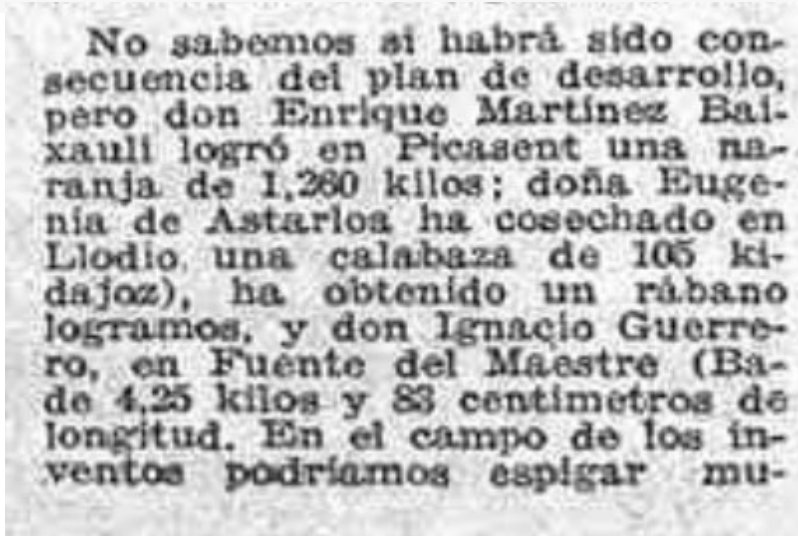 No sabemos si habrá sido con-
secuencia del plan de desarrollo,
pero don Enrique Martínez Bai-
xauli logró en Picasent una na-
ranja de 1,260 kilos; doña Euge-
nia de Astarloa ha cosechado en
Llodio, una calabaza de 105 ki-
dajoz), ha obtenido un rábano
logramos, y don Ignacio Guerre-
ro, en Fuente del Maestre (Ba-
de 4,25 kilos y 83 centímetros de
longitud. En el campo de los in-
ventos podríamos espigar mu-